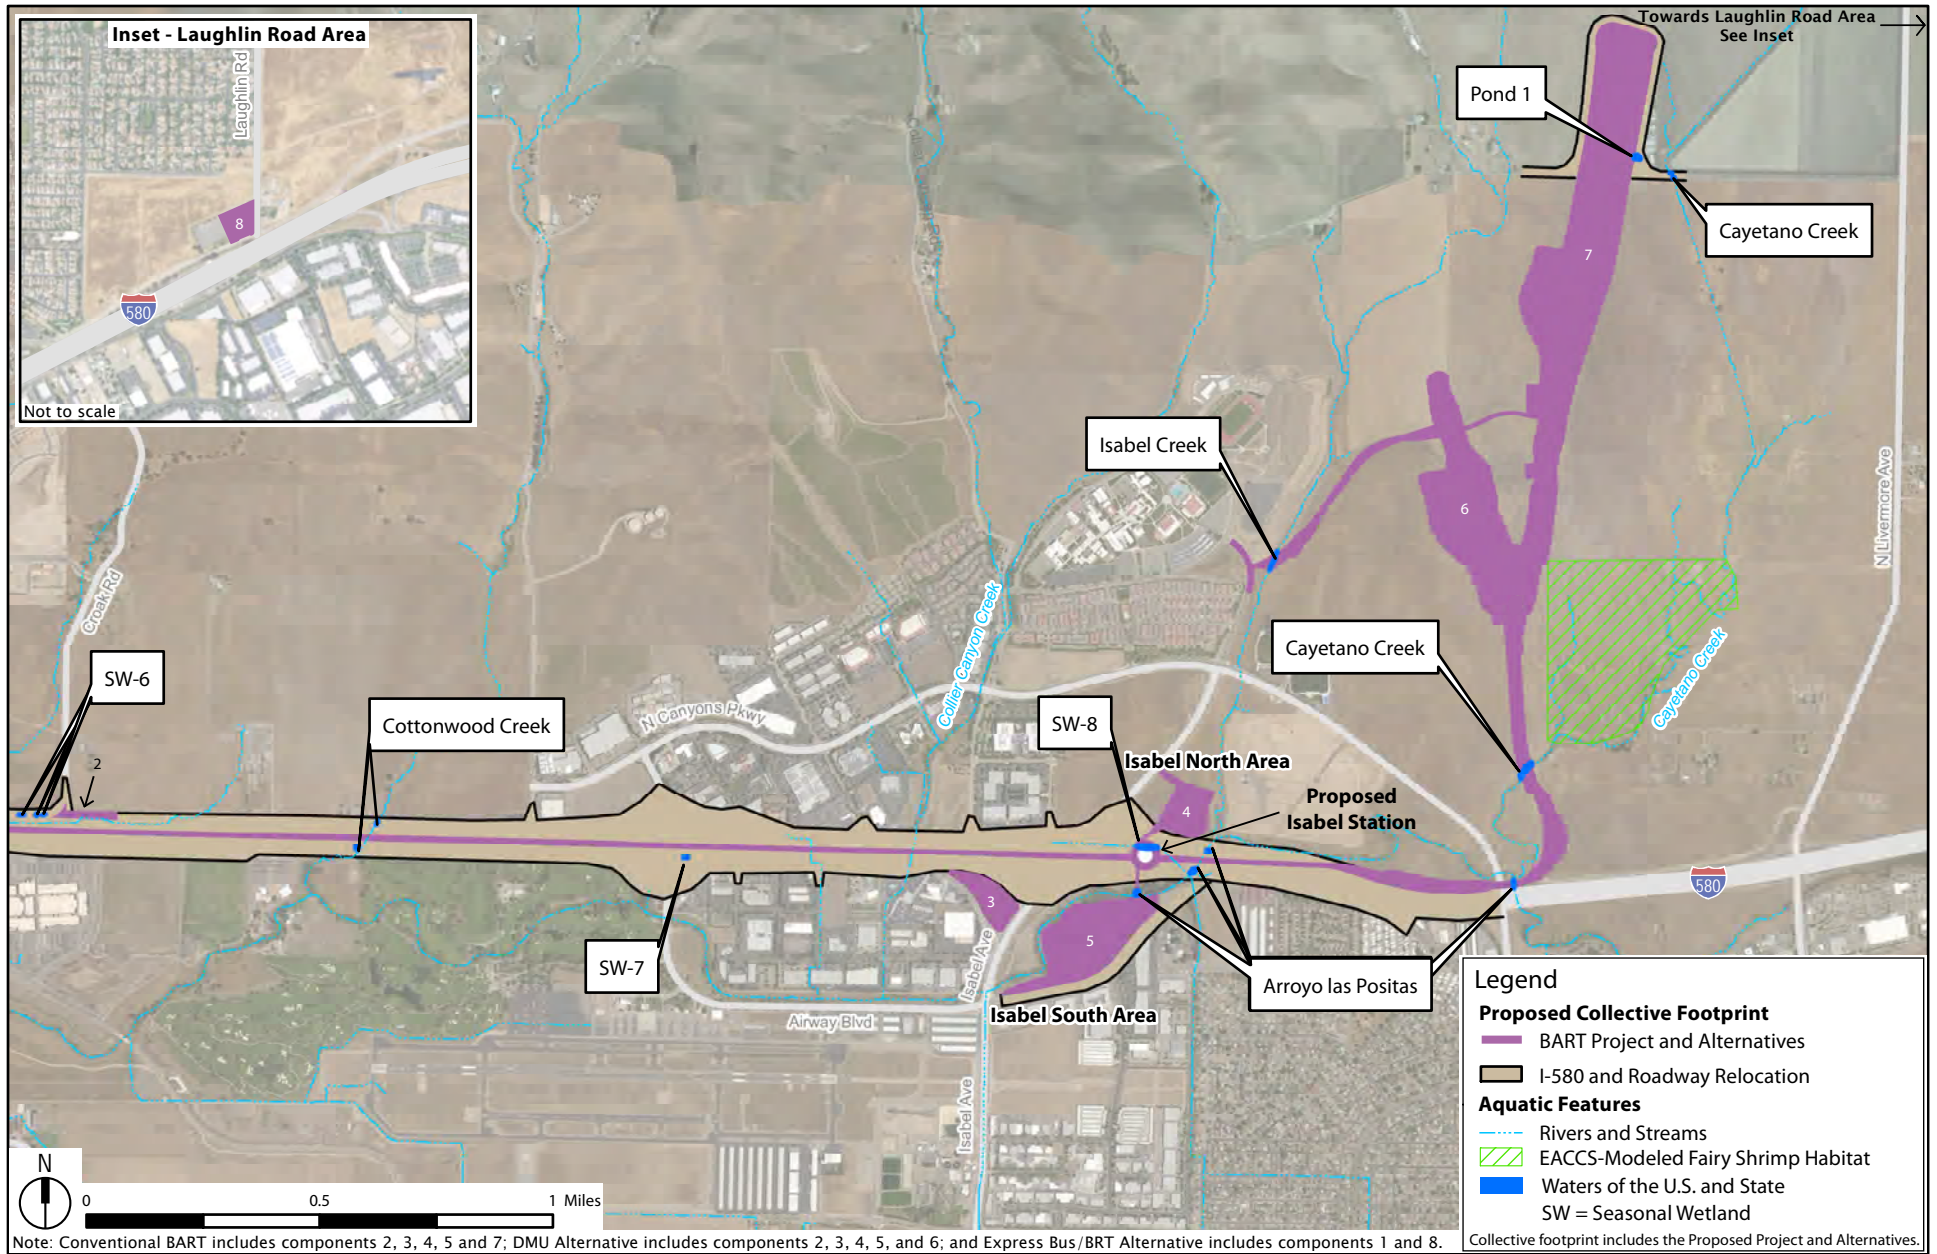 Inset - Laughlin Road Area
Laughlin Rd
8
580
Not to scale
Towards Laughlin Road Area
See Inset
Pond 1
Cayetano Creek
7
Isabel Creek
6
N Livermore Ave
Croak Rd
Collier Canyon Creek
Cayetano Creek
Cayetano Creek
SW-6
2
Cottonwood Creek
N Canyons Pkwy
SW-8
Isabel North Area
4
Proposed
Isabel Station
580
3
5
SW-7
Isabel Ave
Arroyo las Positas
Airway Blvd
Isabel South Area
Isabel Ave
N
0 0.5 1 Miles
Legend
Proposed Collective Footprint
BART Project and Alternatives
I-580 and Roadway Relocation
Aquatic Features
Rivers and Streams
EACCS-Modeled Fairy Shrimp Habitat
Waters of the U.S. and State
SW = Seasonal Wetland
Collective footprint includes the Proposed Project and Alternatives.
Note: Conventional BART includes components 2, 3, 4, 5 and 7; DMU Alternative includes components 2, 3, 4, 5, and 6; and Express Bus/BRT Alternative includes components 1 and 8.